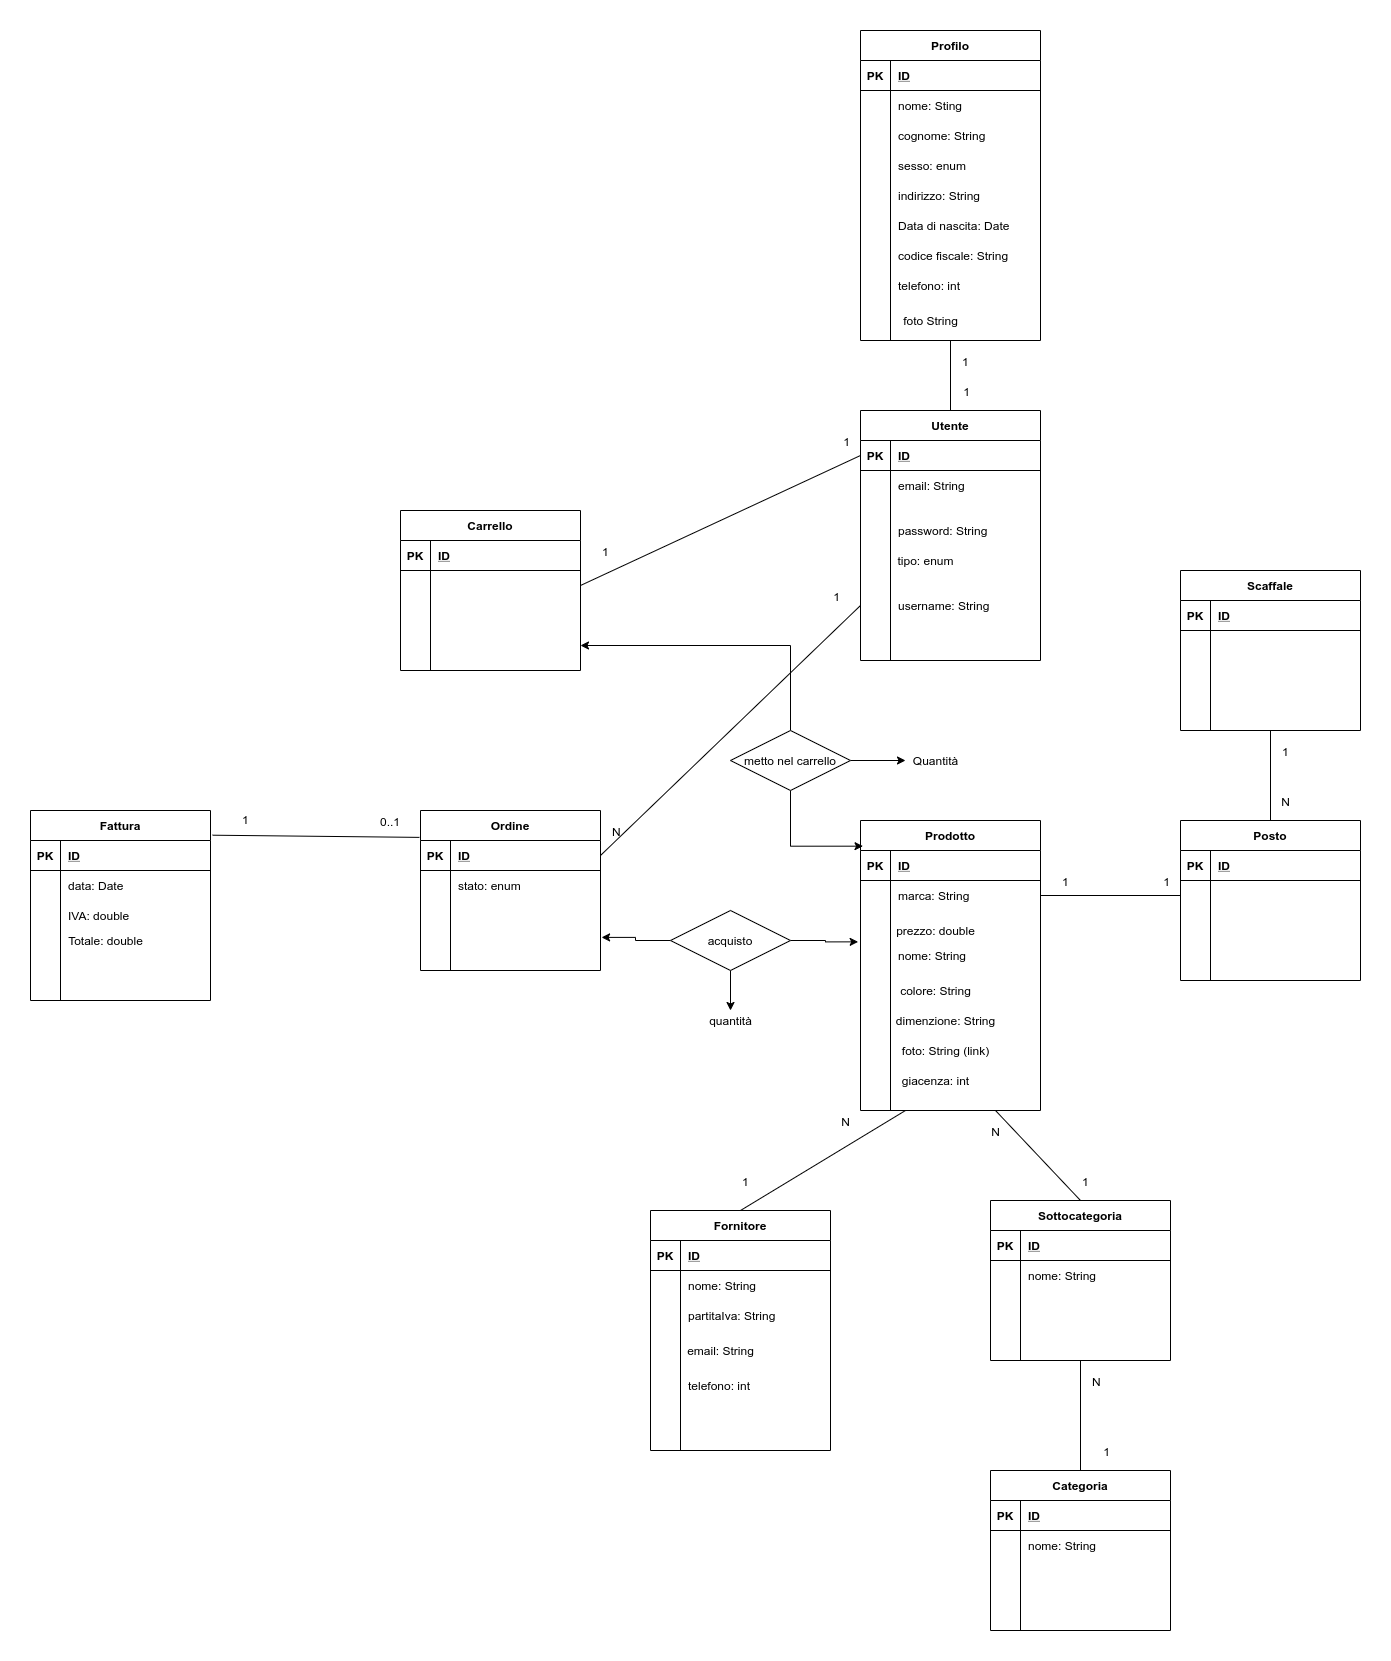 Profilo
PK ID
nome: Sting
cognome: String
sesso: enum
indirizzo: String
Data di nascita: Date
codice fiscale: String
telefono: int
foto String
1
1
Utente
PK ID
email: String
password: String
tipo: enum
username: String
1
1
1
N
Carrello
PK ID
Scaffale
PK ID
1
N
metto nel carrello
Quantità
Fattura
PK ID
data: Date
IVA: double
Totale: double
1
0..1
Ordine
PK ID
stato: enum
acquisto
quantità
Prodotto
PK ID
marca: String
prezzo: double
nome: String
colore: String
dimenzione: String
foto: String (link)
giacenza: int
1
1
Posto
PK ID
N
1
N
1
Fornitore
PK ID
nome: String
partitaIva: String
email: String
telefono: int
Sottocategoria
PK ID
nome: String
N
1
Categoria
PK ID
nome: String